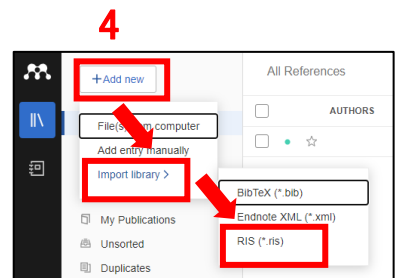 4
+Add new
All References
AUTHORS
File(s) from computer
Add entry manually
Import library >
BibTeX (*.bib)
Endnote XML (*.xml)
RIS (*.ris)
My Publications
Unsorted
Duplicates